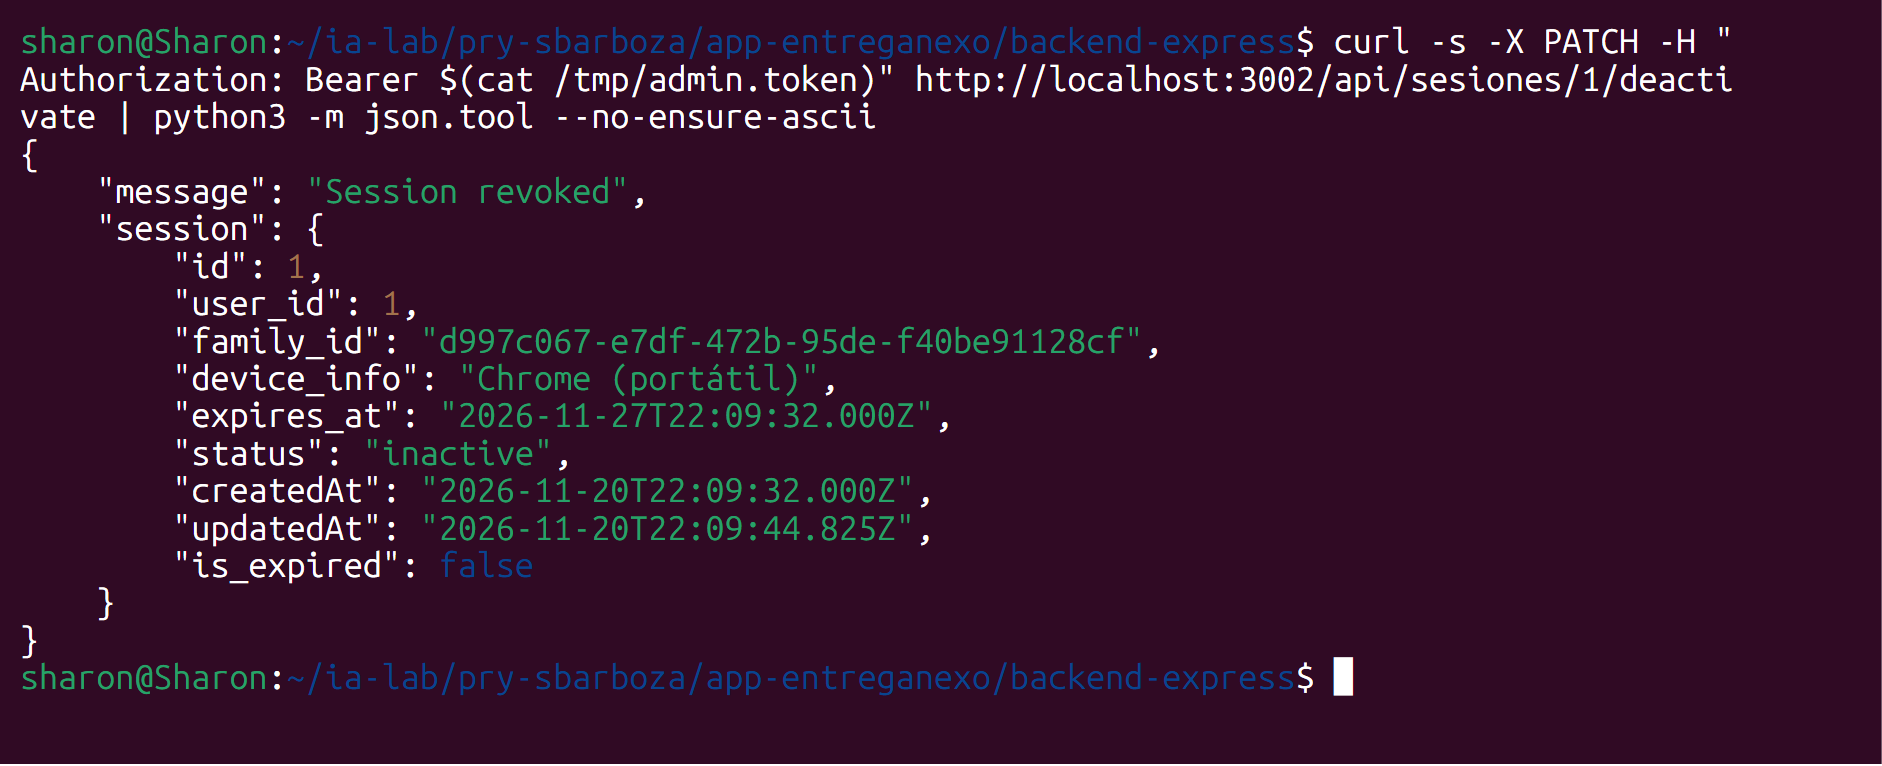 sharon@Sharon:~/ia-lab/pry-sbarboza/app-entreganexo/backend-express$ curl -s -X PATCH -H "
Authorization: Bearer $(cat /tmp/admin.token)" http://localhost:3002/api/sesiones/1/deacti
vate | python3 -m json.tool --no-ensure-ascii
{
    "message": "Session revoked",
    "session": {
        "id": 1,
        "user_id": 1,
        "family_id": "d997c067-e7df-472b-95de-f40be91128cf",
        "device_info": "Chrome (portátil)",
        "expires_at": "2026-11-27T22:09:32.000Z",
        "status": "inactive",
        "createdAt": "2026-11-20T22:09:32.000Z",
        "updatedAt": "2026-11-20T22:09:44.825Z",
        "is_expired": false
    }
}
sharon@Sharon:~/ia-lab/pry-sbarboza/app-entreganexo/backend-express$